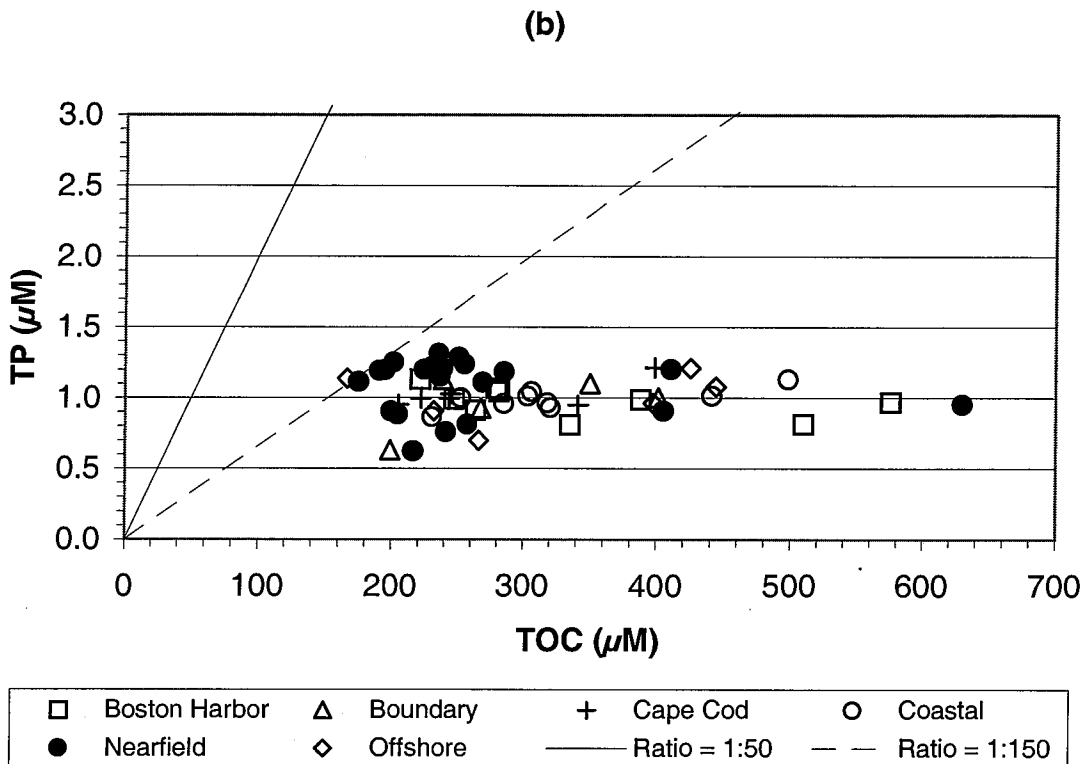 (b)
3.0
2.5
2.0
1.5
1.0
0.5
0.0
TP (µM)
0 100 200 300 400 500 600 700
TOC (µM)
Boston Harbor Boundary Cape Cod Coastal
Nearfield Offshore Ratio = 1:50 Ratio = 1:150